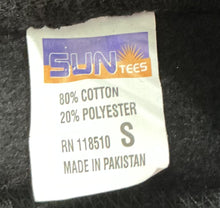 SUN TEES
80% COTTON
20% POLYESTER
RN 118510 S
MADE IN PAKISTAN